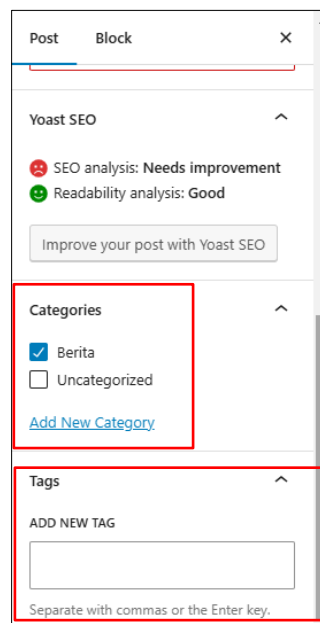 Post Block ×
Yoast SEO
SEO analysis: Needs improvement
Readability analysis: Good
Improve your post with Yoast SEO
Categories
Berita
Uncategorized
Add New Category
Tags
ADD NEW TAG
Separate with commas or the Enter key.